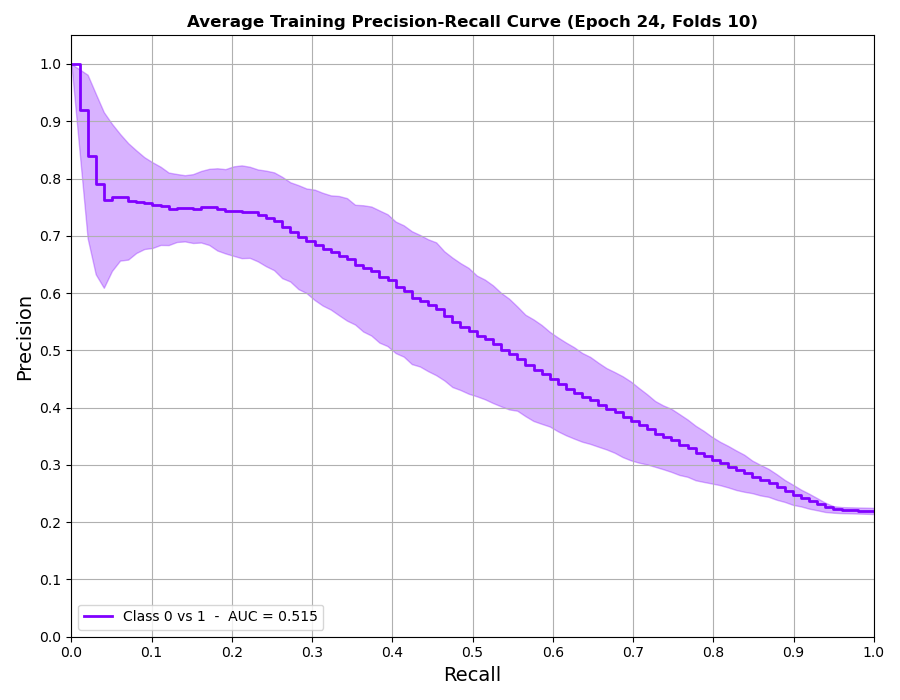 Average Training Precision-Recall Curve (Epoch 24, Folds 10)
Precision
1.0
0.9
0.8
0.7
0.6
0.5
0.4
0.3
0.2
0.1
0.0
Class 0 vs 1 - AUC = 0.515
0.0 0.1 0.2 0.3 0.4 0.5 0.6 0.7 0.8 0.9 1.0
Recall